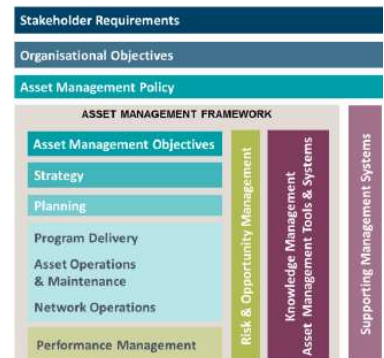 Stakeholder Requirements
Organisational Objectives
Asset Management Policy
ASSET MANAGEMENT FRAMEWORK
Asset Management Objectives
Strategy
Planning
Program Delivery
Asset Operations
& Maintenance
Network Operations
Performance Management
Risk & Opportunity Management
Knowledge Management
Asset Management Tools & Systems
Supporting Management Systems